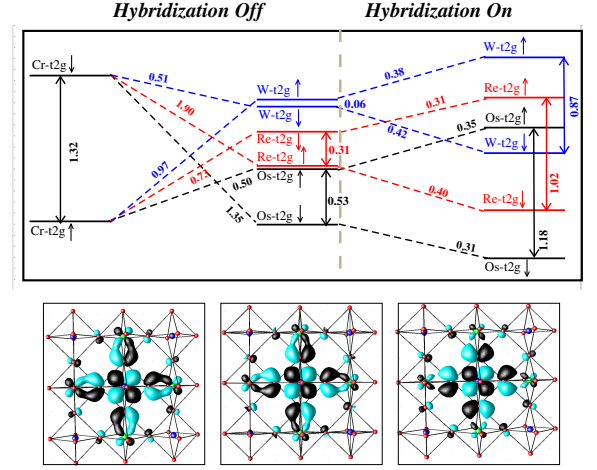 Hybridization Off Hybridization On
Cr-t2g↓
1.32
Cr-t2g↑
0.51
1.90
0.97
0.73
0.50
1.35
W-t2g↑
0.06
W-t2g↓
Re-t2g↓
0.31
Re-t2g↑
Os-t2g↑
0.53
Os-t2g↓
0.38
0.31
0.42
0.35
0.40
0.31
W-t2g↑
0.87
Re-t2g↑
Os-t2g↑
W-t2g↓
1.02
Re-t2g↓
1.18
Os-t2g↓